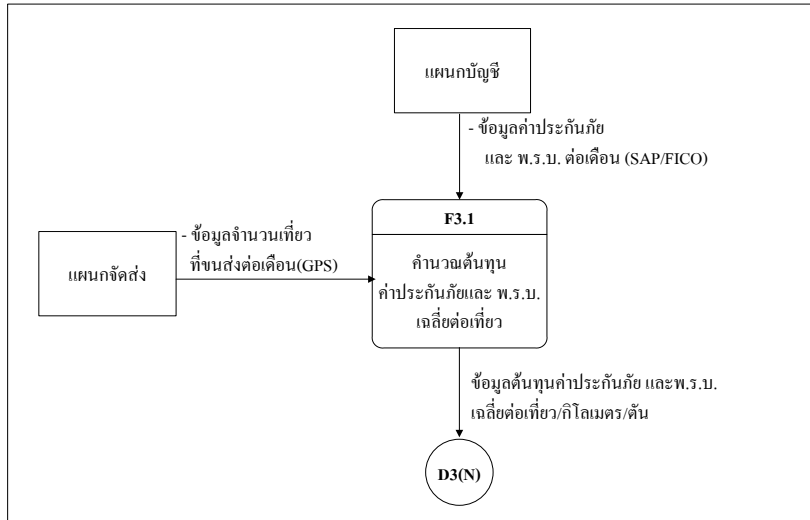 แผนกบัญชี
- ข้อมูลค่าประกันภัย
และ พ.ร.บ. ต่อเดือน (SAP/FICO)
F3.1
- ข้อมูลจำนวนเที่ยว
ที่ขนส่งต่อเดือน(GPS)
แผนกจัดส่ง
คำนวณต้นทุน
ค่าประกันภัยและ พ.ร.บ.
เฉลี่ยต่อเที่ยว
ข้อมูลต้นทุนค่าประกันภัย และพ.ร.บ.
เฉลี่ยต่อเที่ยว/กิโลเมตร/ตัน
D3(N)